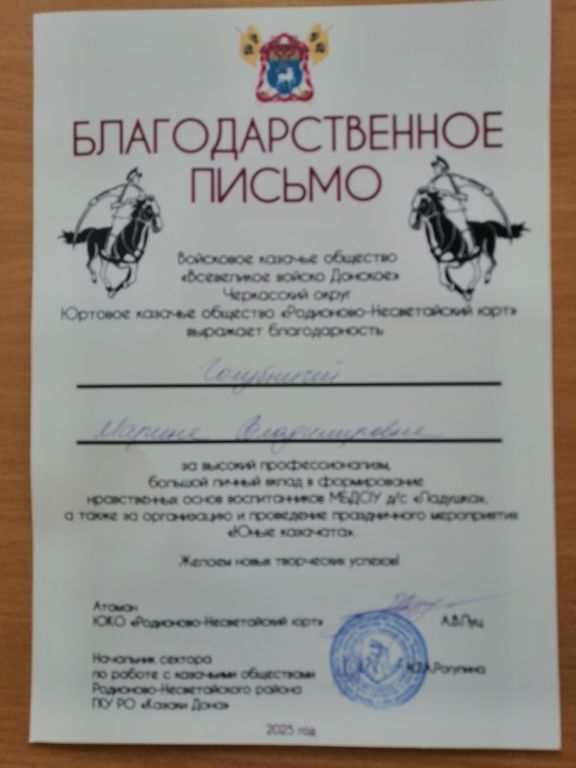 БЛАГОДАРСТВЕННОЕ
ПИСЬМО
Войсковое казачье общество
«Всевеликое войско Донское»
Черкасский округ
Юртовое казачье общество «Родионово-Несветайский юрт»
выражает благодарность
Голубничей
Марине Владимировне
за высокий профессионализм,
большой личный вклад в формирование
нравственных основ воспитанников МБДОУ д/с «Ладушка»,
а также за организацию и проведение праздничного мероприятия
«Юные казачата».
Желаем новых творческих успехов!
Атаман
ЮКО «Родионово-Несветайский юрт» А.В.Пуц
Начальник сектора
по работе с казачьими обществами Ю.А.Рогулина
Родионово-Несветайского района
ГКУ РО «Казаки Дона»
2023 год